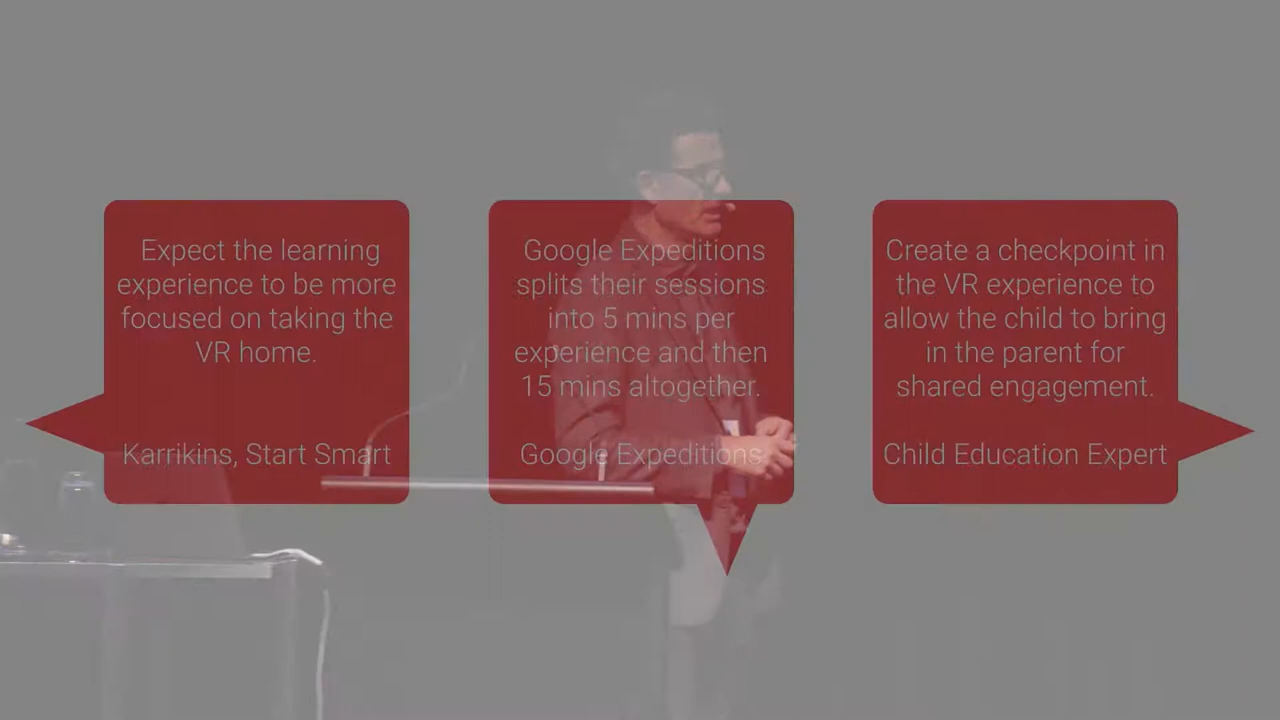 Expect the learning
experience to be more
focused on taking the
VR home.
Karrikins, Start Smart
Google Expeditions
splits their sessions
into 5 mins per
experience and then
15 mins altogether.
Google Expeditions
Create a checkpoint in
the VR experience to
allow the child to bring
in the parent for
shared engagement.
Child Education Expert